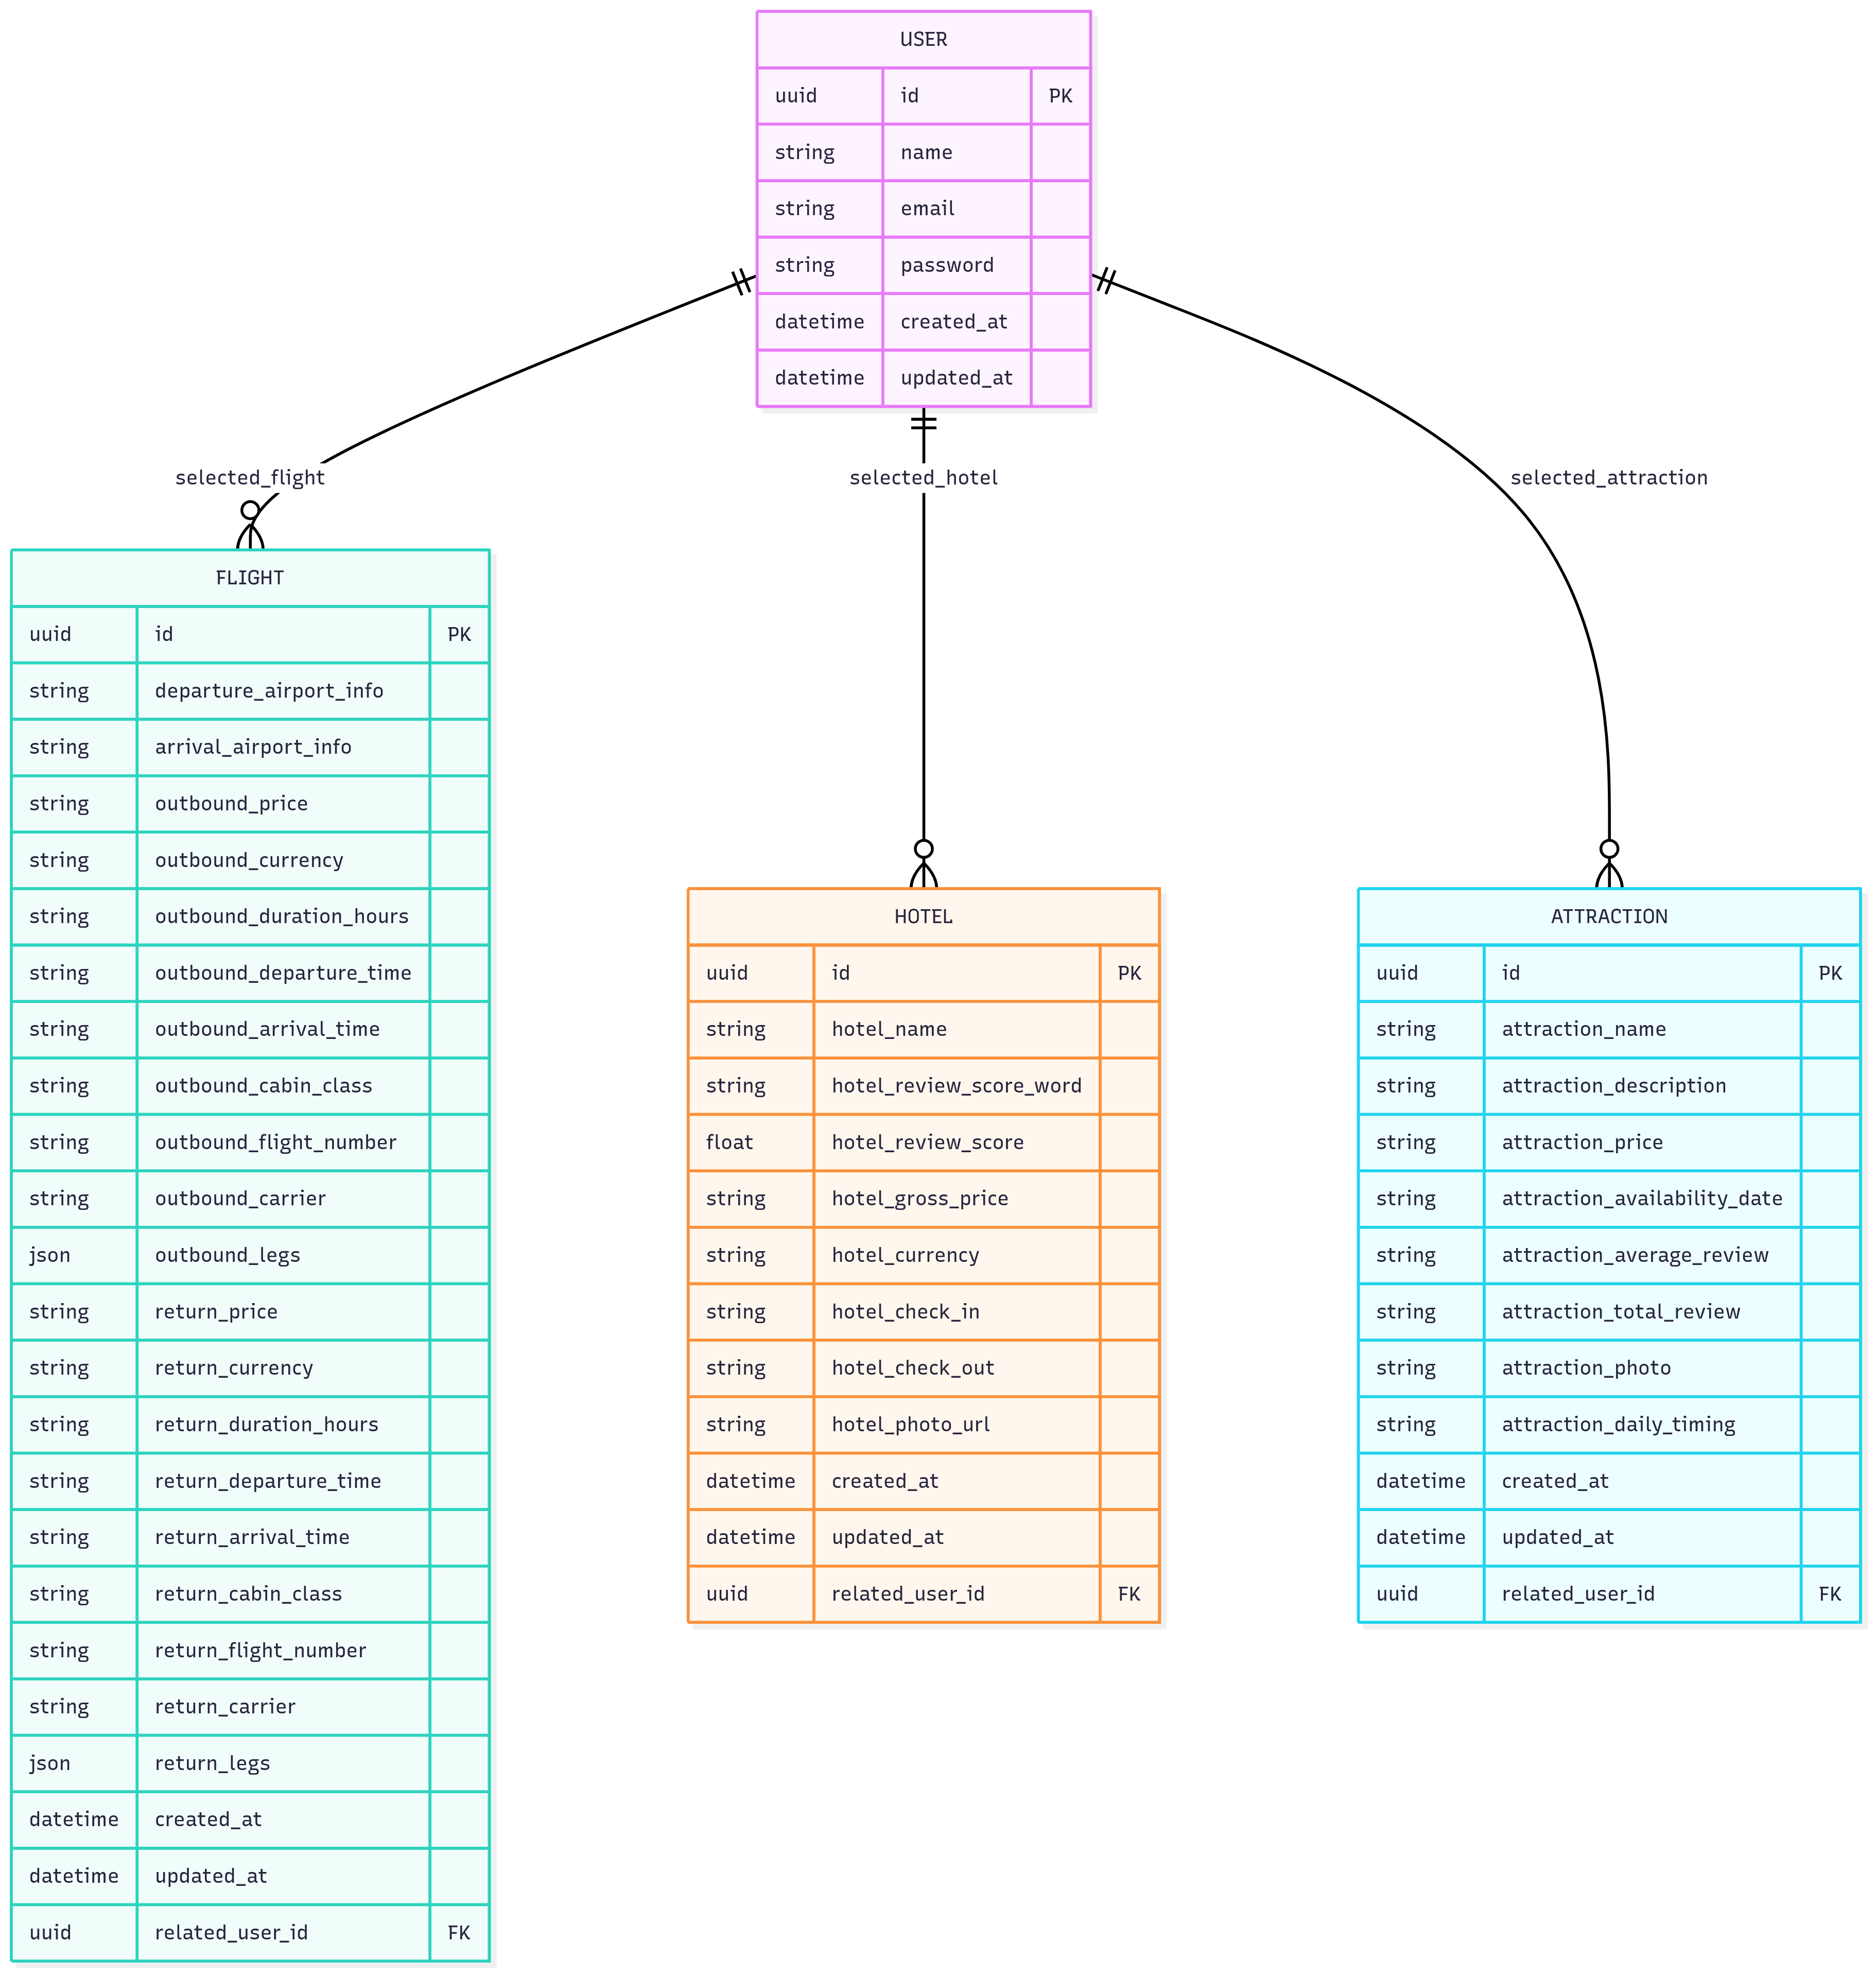 USER
uuid id PK
string name
string email
string password
datetime created_at
datetime updated_at
selected_flight
selected_hotel
selected_attraction
FLIGHT
uuid id PK
string departure_airport_info
string arrival_airport_info
string outbound_price
string outbound_currency
string outbound_duration_hours
string outbound_departure_time
string outbound_arrival_time
string outbound_cabin_class
string outbound_flight_number
string outbound_carrier
json outbound_legs
string return_price
string return_currency
string return_duration_hours
string return_departure_time
string return_arrival_time
string return_cabin_class
string return_flight_number
string return_carrier
json return_legs
datetime created_at
datetime updated_at
uuid related_user_id FK
HOTEL
uuid id PK
string hotel_name
string hotel_review_score_word
float hotel_review_score
string hotel_gross_price
string hotel_currency
string hotel_check_in
string hotel_check_out
string hotel_photo_url
datetime created_at
datetime updated_at
uuid related_user_id FK
ATTRACTION
uuid id PK
string attraction_name
string attraction_description
string attraction_price
string attraction_availability_date
string attraction_average_review
string attraction_total_review
string attraction_photo
string attraction_daily_timing
datetime created_at
datetime updated_at
uuid related_user_id FK